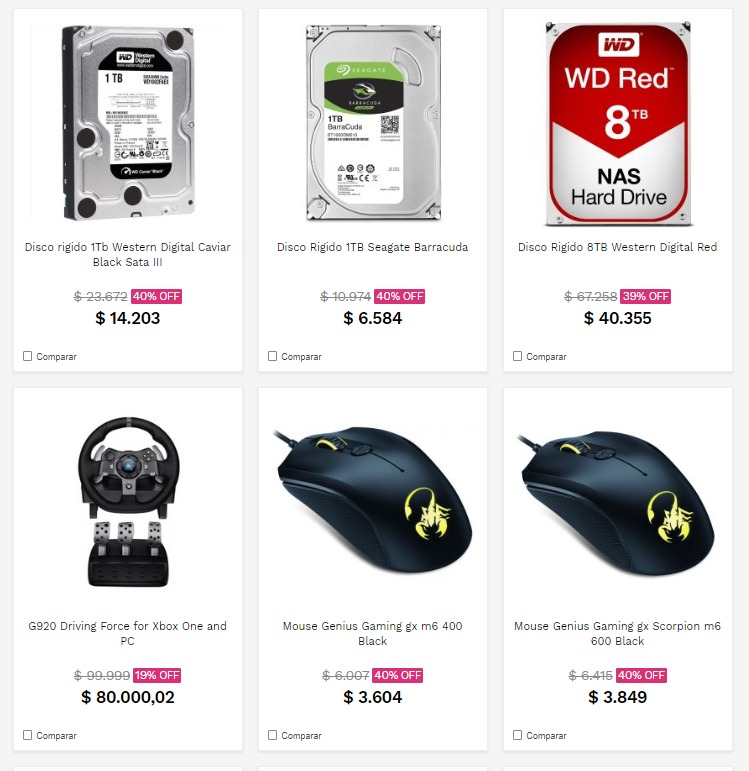 WD Western
Digital
1 TB
WD Caviar "Black"
SEAGATE
BARRACUDA
1TB
BarraCuda
WD
WD Red™
8TB
NAS
Hard Drive
Disco rigido 1Tb Western Digital Caviar
Black Sata III
$ 23.672 40% OFF
$ 14.203
Comparar
Disco Rigido 1TB Seagate Barracuda
$ 10.974 40% OFF
$ 6.584
Comparar
Disco Rigido 8TB Western Digital Red
$ 67.258 39% OFF
$ 40.355
Comparar
G920 Driving Force for Xbox One and
PC
$ 99.999 19% OFF
$ 80.000,02
Comparar
Mouse Genius Gaming gx m6 400
Black
$ 6.007 40% OFF
$ 3.604
Comparar
Mouse Genius Gaming gx Scorpion m6
600 Black
$ 6.415 40% OFF
$ 3.849
Comparar